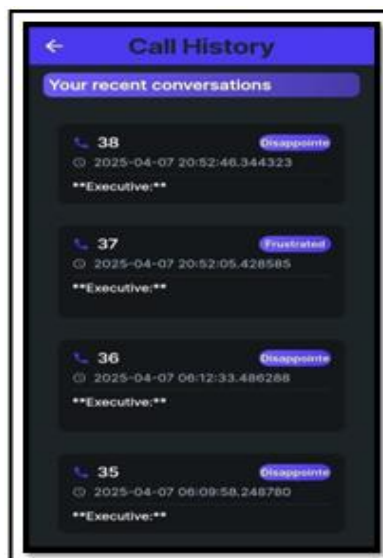 Call History
Your recent conversations
38 Disappointe
2025-04-07 20:52:46.344323
**Executive:**
37 Frustrated
2025-04-07 20:52:05.428585
**Executive:**
36 Disappointe
2025-04-07 06:12:33.486288
**Executive:**
35 Disappointe
2025-04-07 06:09:58.248780
**Executive:**